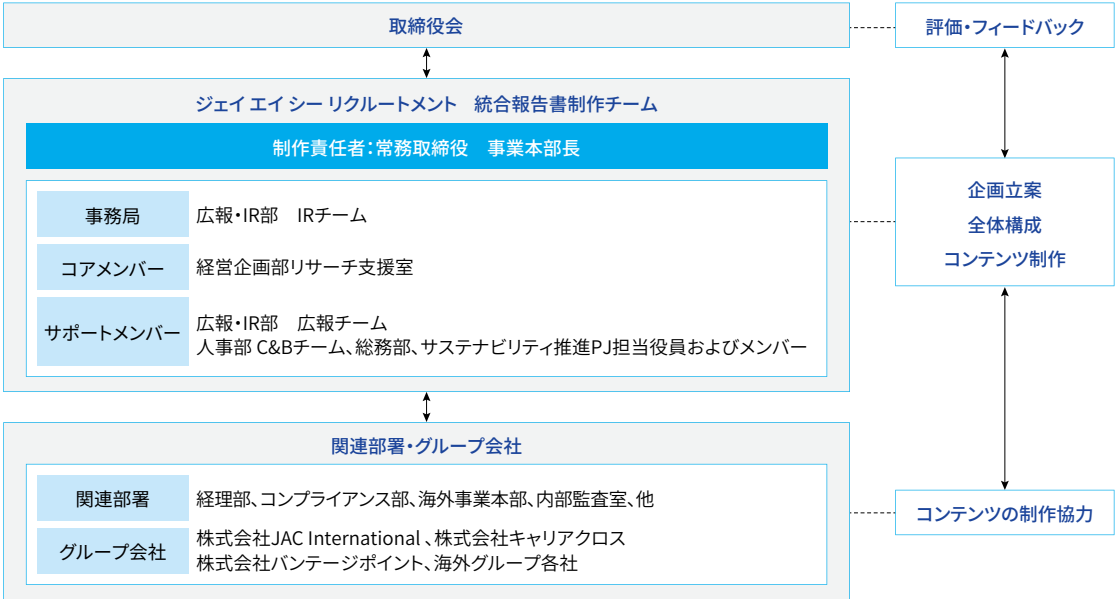 取締役会
評価・フィードバック
ジェイ エイ シー リクルートメント　統合報告書制作チーム
制作責任者：常務取締役　事業本部長
事務局
広報・IR部　IRチーム
コアメンバー
経営企画部リサーチ支援室
サポートメンバー
広報・IR部　広報チーム
人事部 C&Bチーム、総務部、サステナビリティ推進PJ担当役員およびメンバー
企画立案
全体構成
コンテンツ制作
関連部署・グループ会社
関連部署
経理部、コンプライアンス部、海外事業本部、内部監査室、他
グループ会社
株式会社JAC International 、株式会社キャリアクロス
株式会社バンテージポイント、海外グループ各社
コンテンツの制作協力